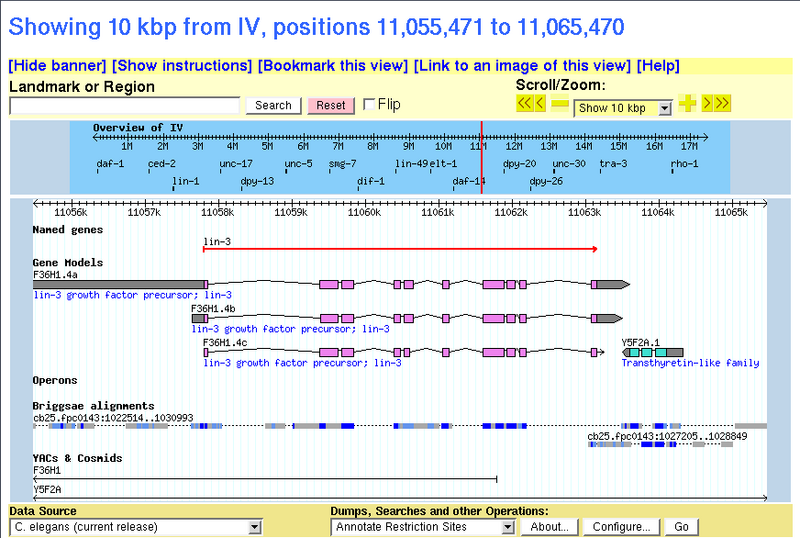 Showing 10 kbp from IV, positions 11,055,471 to 11,065,470
[Hide banner] [Show instructions] [Bookmark this view] [Link to an image of this view] [Help]
Landmark or Region
Scroll/Zoom:
Search Reset Flip
Show 10 kbp
Overview of IV
1M 2M 3M 4M 5M 6M 7M 8M 9M 10M 11M 12M 13M 14M 15M 16M 17M
daf-1 ced-2 unc-17 unc-5 smg-7 lin-49 elt-1 dpy-20 unc-30 tra-3 rho-1
lin-1 dpy-13 dif-1 daf-14 dpy-26
11056k 11057k 11058k 11059k 11060k 11061k 11062k 11063k 11064k 11065k
Named genes
lin-3
Gene Models
F36H1.4a
lin-3 growth factor precursor; lin-3
F36H1.4b
lin-3 growth factor precursor; lin-3
F36H1.4c Y5F2A.1
lin-3 growth factor precursor; lin-3 Transthyretin-like family
Operons
Briggsae alignments
cb25.fpc0143:1022514..1030993
cb25.fpc0143:1027205..1028849
YACs & Cosmids
F36H1
Y5F2A
Data Source
Dumps, Searches and other Operations:
C. elegans (current release)
Annotate Restriction Sites About... Configure... Go